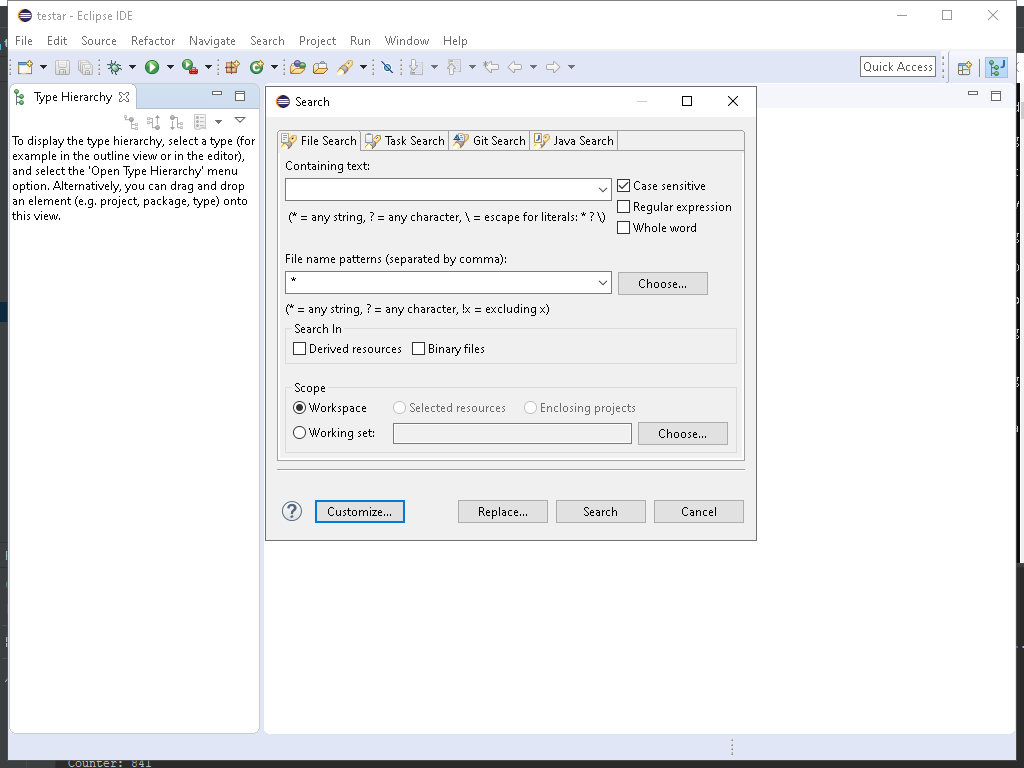 testar - Eclipse IDE
File Edit Source Refactor Navigate Search Project Run Window Help
Quick Access
Type Hierarchy
To display the type hierarchy, select a type (for
example in the outline view or in the editor),
and select the 'Open Type Hierarchy' menu
option. Alternatively, you can drag and drop
an element (e.g. project, package, type) onto
this view.
Search
File Search Task Search Git Search Java Search
Containing text:
Case sensitive
(* = any string, ? = any character, \ = escape for literals: * ? \)
Regular expression
Whole word
File name patterns (separated by comma):
*
Choose...
(* = any string, ? = any character, !x = excluding x)
Search In
Derived resources Binary files
Scope
Workspace Selected resources Enclosing projects
Working set: Choose...
? Customize... Replace... Search Cancel
Counter: 841